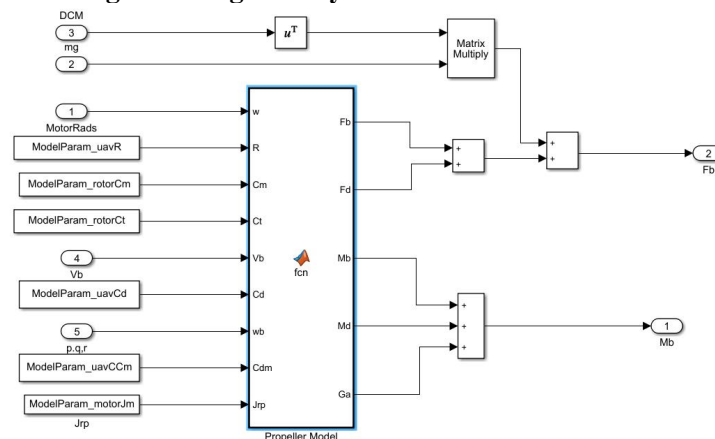 DCM
3
mg
2
u^T
Matrix
Multiply
1
MotorRads
ModelParam_uavR
ModelParam_rotorCm
ModelParam_rotorCt
4
Vb
ModelParam_uavCd
5
p,q,r
ModelParam_uavCCm
ModelParam_motorJm
Jrp
w
R
Cm
Ct
Vb
Cd
wb
Cdm
Jrp
fcn
Fb
Fd
Mb
Md
Ga
Propeller Model
+
+
+
+
2
Fb
+
+
+
1
Mb